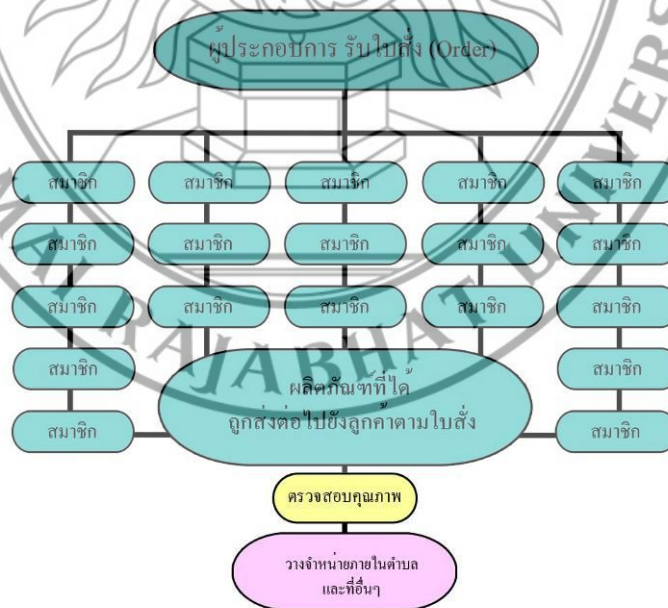 ผู้ประกอบการ รับใบสั่ง (Order)
สมาชิก สมาชิก สมาชิก สมาชิก สมาชิก
สมาชิก สมาชิก สมาชิก สมาชิก สมาชิก
สมาชิก สมาชิก สมาชิก สมาชิก สมาชิก
สมาชิก สมาชิก
สมาชิก สมาชิก
ผลิตภัณฑ์ที่ได้
ถูกส่งต่อไปยังลูกค้าตามใบสั่ง
ตรวจสอบคุณภาพ
วางจำหน่ายภายในตำบล
และที่อื่นๆ
MAI RAJABHAT UNIVERS